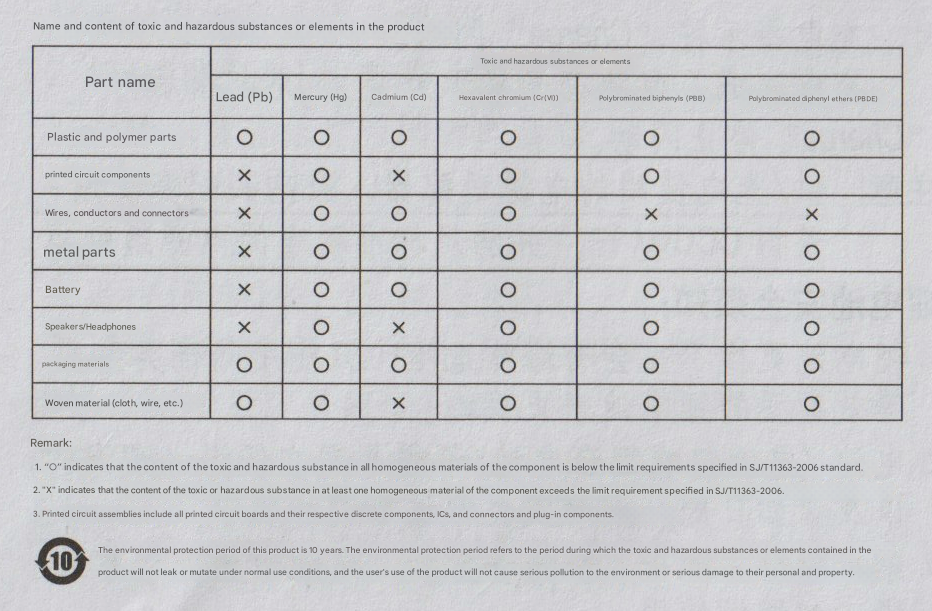 Name and content of toxic and hazardous substances or elements in the product
Part name
Toxic and hazardous substances or elements
Lead (Pb) Mercury (Hg) Cadmium (Cd) Hexavalent chromium (Cr(VI)) Polybrominated biphenyls (PBB) Polybrominated diphenyl ethers (PBDE)
Plastic and polymer parts O O O O O O
printed circuit components X O X O O O
Wires, conductors and connectors X O O O X X
metal parts X O O O O O
Battery X O O O O O
Speakers/Headphones X O X O O O
packaging materials O O O O O O
Woven material (cloth, wire, etc.) O O X O O O
Remark:
1. "O" indicates that the content of the toxic and hazardous substance in all homogeneous materials of the component is below the limit requirements specified in SJ/T11363-2006 standard.
2. "X" indicates that the content of the toxic or hazardous substance in at least one homogeneous material of the component exceeds the limit requirement specified in SJ/T11363-2006.
3. Printed circuit assemblies include all printed circuit boards and their respective discrete components, ICs, and connectors and plug-in components.
10
The environmental protection period of this product is 10 years. The environmental protection period refers to the period during which the toxic and hazardous substances or elements contained in the
product will not leak or mutate under normal use conditions, and the user's use of the product will not cause serious pollution to the environment or serious damage to their personal and property.